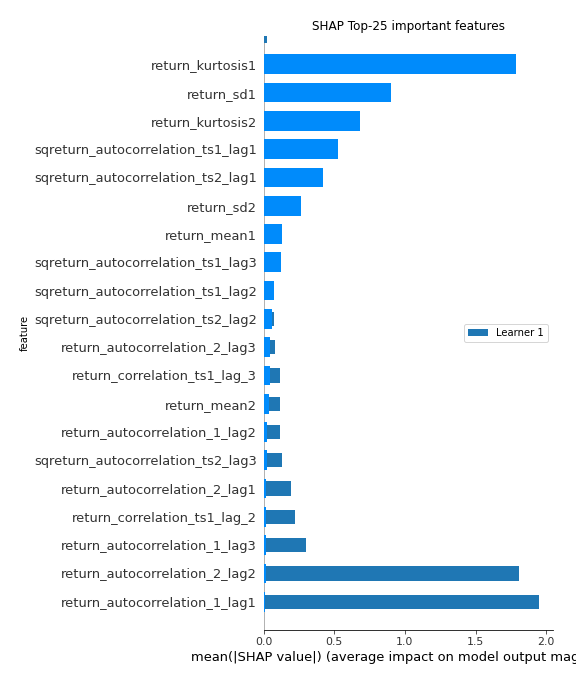 SHAP Top-25 important features
return_kurtosis1
return_sd1
return_kurtosis2
sqreturn_autocorrelation_ts1_lag1
sqreturn_autocorrelation_ts2_lag1
return_sd2
return_mean1
sqreturn_autocorrelation_ts1_lag3
sqreturn_autocorrelation_ts1_lag2
sqreturn_autocorrelation_ts2_lag2
return_autocorrelation_2_lag3
return_correlation_ts1_lag_3
return_mean2
return_autocorrelation_1_lag2
sqreturn_autocorrelation_ts2_lag3
return_autocorrelation_2_lag1
return_correlation_ts1_lag_2
return_autocorrelation_1_lag3
return_autocorrelation_2_lag2
return_autocorrelation_1_lag1
feature
Learner 1
0.0 0.5 1.0 1.5 2.0
mean(|SHAP value|) (average impact on model output mag